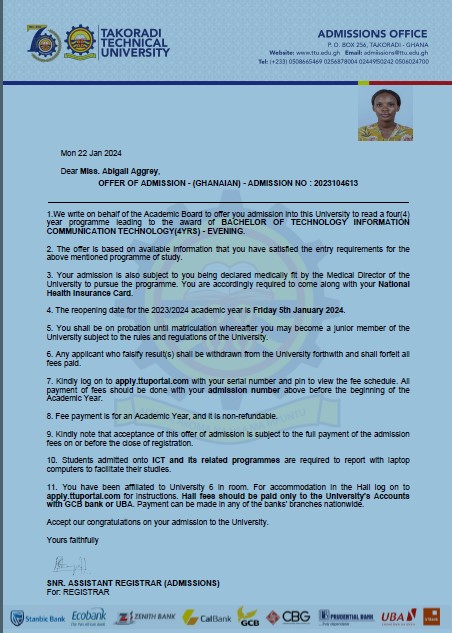 TAKORADI
TECHNICAL
UNIVERSITY
ADMISSIONS OFFICE
P. O. BOX 256, TAKORADI - GHANA
Website: www.ttu.edu.gh Email: admissions@ttu.edu.gh
Tel: (+233) 0508665469 0256878004 0244950242 0506024700
Mon 22 Jan 2024
Dear Miss. Abigail Aggrey,
OFFER OF ADMISSION - (GHANAIAN) - ADMISSION NO : 2023104613
1.We write on behalf of the Academic Board to offer you admission into this University to read a four(4)
year programme leading to the award of BACHELOR OF TECHNOLOGY INFORMATION
COMMUNICATION TECHNOLOGY(4YRS) - EVENING.
2. The offer is based on available information that you have satisfied the entry requirements for the
above mentioned programme of study.
3. Your admission is also subject to you being declared medically fit by the Medical Director of the
University to pursue the programme. You are accordingly required to come along with your National
Health Insurance Card.
4. The reopening date for the 2023/2024 academic year is Friday 5th January 2024.
5. You shall be on probation until matriculation whereafter you may become a junior member of the
University subject to the rules and regulations of the University.
6. Any applicant who falsify result(s) shall be withdrawn from the University forthwith and shall forfeit all
fees paid.
7. Kindly log on to apply.ttuportal.com with your serial number and pin to view the fee schedule. All
payment of fees should be done with your admission number above before the beginning of the
Academic Year.
8. Fee payment is for an Academic Year, and it is non-refundable.
9. Kindly note that acceptance of this offer of admission is subject to the full payment of the admission
fees on or before the close of registration.
10. Students admitted onto ICT and its related programmes are required to report with laptop
computers to facilitate their studies.
11. You have been affiliated to University 6 in room. For accommodation in the Hall log on to
apply.ttuportal.com for instructions. Hall fees should be paid only to the University's Accounts
with GCB bank or UBA. Payment can be made in any of the banks' branches nationwide.
Accept our congratulations on your admission to the University.
Yours faithfully
SNR. ASSISTANT REGISTRAR (ADMISSIONS)
For: REGISTRAR
Stanbic Bank Ecobank ZENITH BANK CalBank GCB CBG PRUDENTIAL BANK UBA